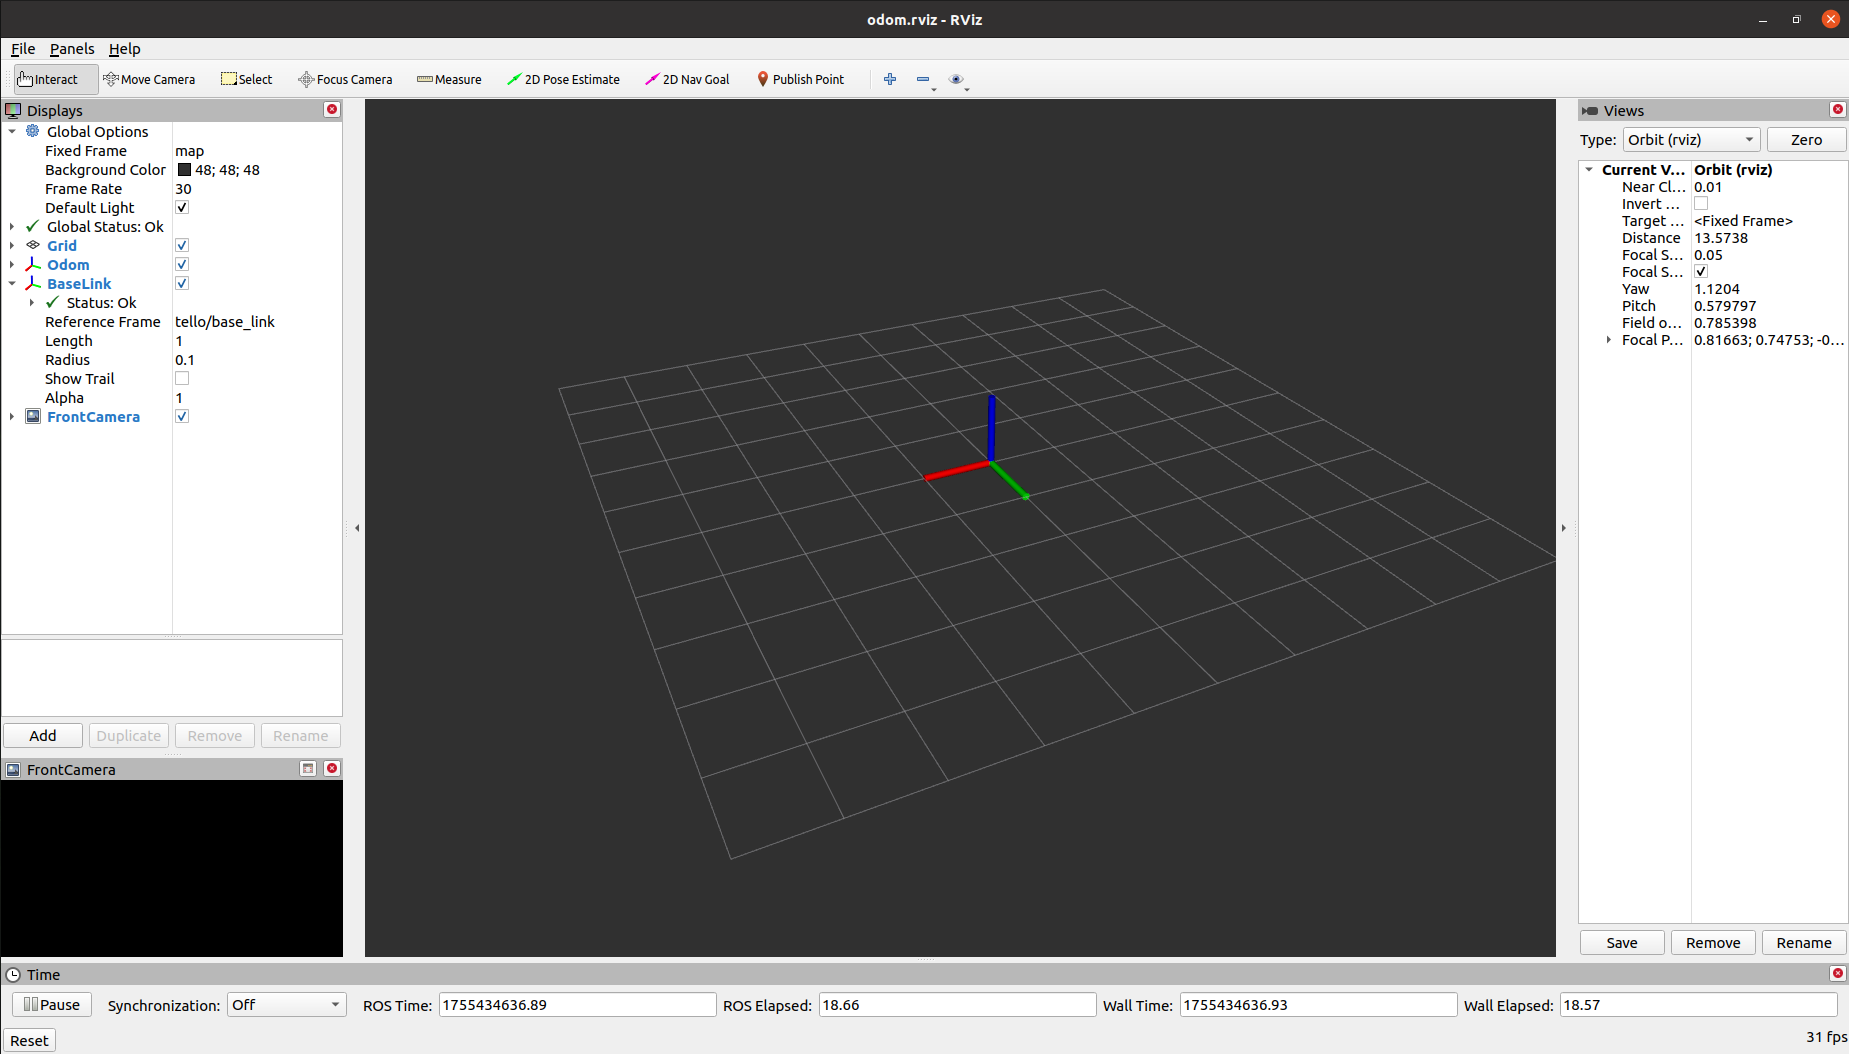 odom.rviz - RViz
File Panels Help
Interact Move Camera Select Focus Camera Measure 2D Pose Estimate 2D Nav Goal Publish Point
Displays
Global Options
Fixed Frame map
Background Color 48; 48; 48
Frame Rate 30
Default Light
Global Status: Ok
Grid
Odom
BaseLink
Status: Ok
Reference Frame tello/base_link
Length 1
Radius 0.1
Show Trail
Alpha 1
FrontCamera
Add Duplicate Remove Rename
FrontCamera
Views
Type: Orbit (rviz) Zero
Current V... Orbit (rviz)
Near Cl... 0.01
Invert ...
Target ... <Fixed Frame>
Distance 13.5738
Focal S... 0.05
Focal S...
Yaw 1.1204
Pitch 0.579797
Field o... 0.785398
Focal P... 0.81663; 0.74753; -0...
Save Remove Rename
Time
Pause Synchronization: Off ROS Time: 1755434636.89 ROS Elapsed: 18.66 Wall Time: 1755434636.93 Wall Elapsed: 18.57
Reset 31 fps